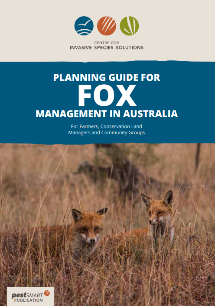 CENTRE FOR
INVASIVE SPECIES SOLUTIONS
PLANNING GUIDE FOR
FOX
MANAGEMENT IN AUSTRALIA
For Farmers, Conservation Land
Managers and Community Groups
pestSMART
PUBLICATION